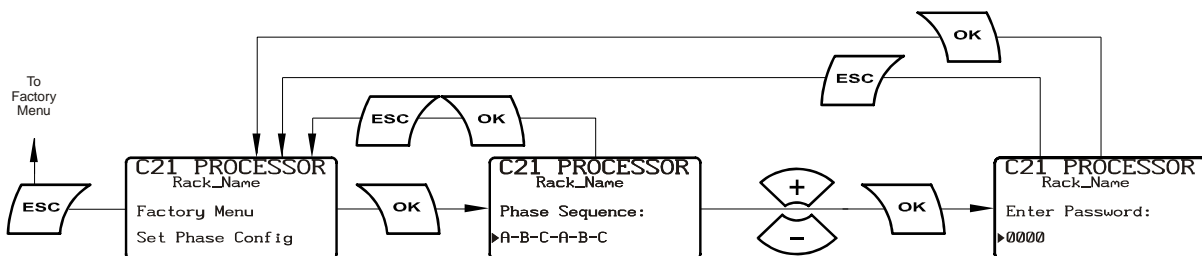 OK
ESC
To
Factory
Menu
ESC OK
C21 PROCESSOR
Rack_Name
Factory Menu
Set Phase Config
C21 PROCESSOR
Rack_Name
Phase Sequence:
▶A-B-C-A-B-C
C21 PROCESSOR
Rack_Name
Enter Password:
▶0000
ESC
OK
+
-
OK